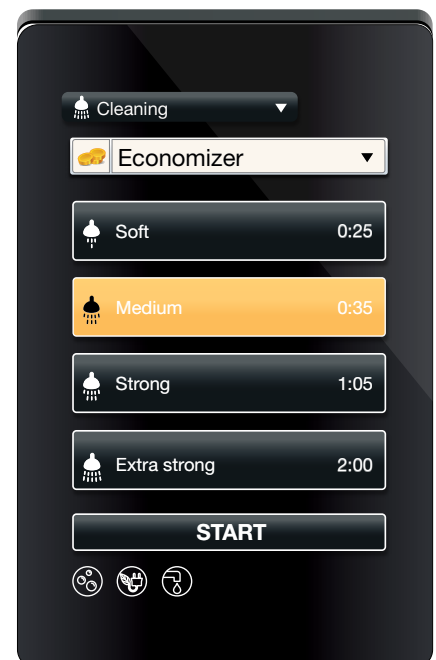 Cleaning
Economizer
Soft 0:25
Medium 0:35
Strong 1:05
Extra strong 2:00
START